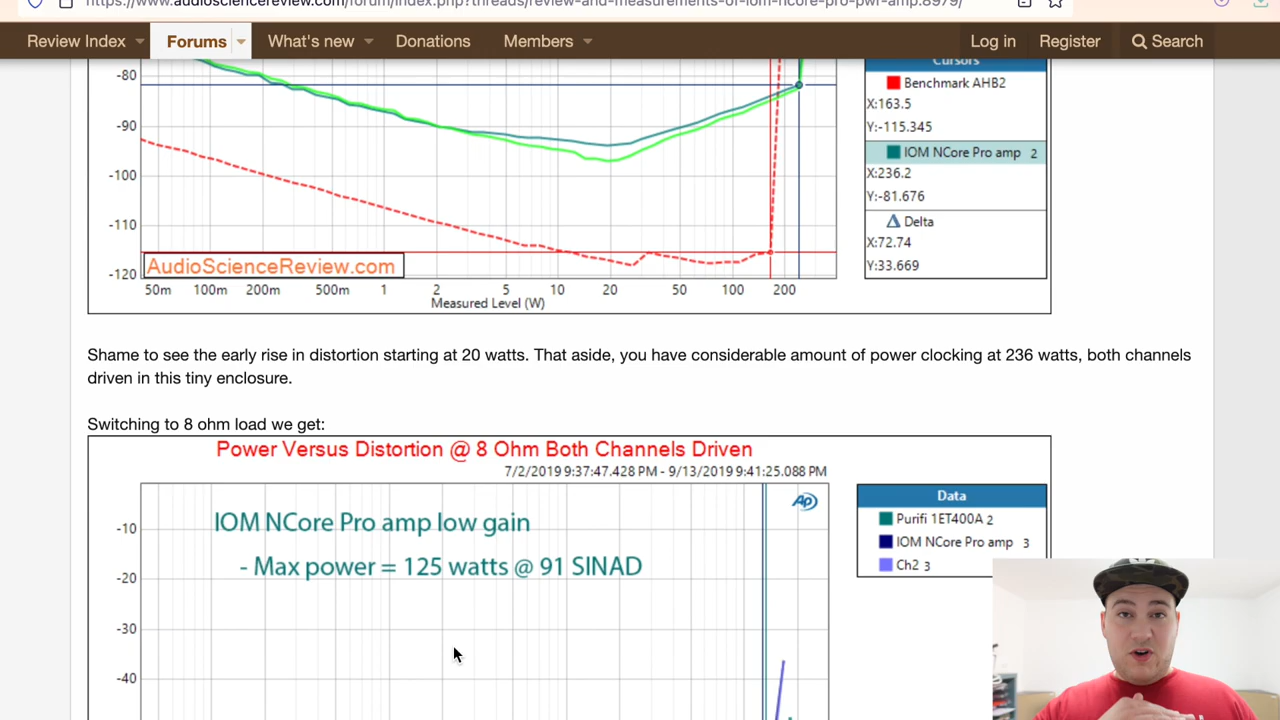 https://www.audiosciencereview.com/forum/index.php?threads/review-and-measurements-of-iom-ncore-pro-pwr-amp.8979/
Review Index Forums What's new Donations Members Log in Register Search
Cursors
-80
-90
-100
-110
-120
Benchmark AHB2
X:163.5
Y:-115.345
IOM NCore Pro amp 2
X:236.2
Y:-81.676
Delta
X:72.74
Y:33.669
AudioScienceReview.com
50m 100m 200m 500m 1 2 5 10 20 50 100 200
Measured Level (W)
Shame to see the early rise in distortion starting at 20 watts. That aside, you have considerable amount of power clocking at 236 watts, both channels
driven in this tiny enclosure.
Switching to 8 ohm load we get:
Power Versus Distortion @ 8 Ohm Both Channels Driven
7/2/2019 9:37:47.428 PM - 9/13/2019 9:41:25.088 PM
AP
-10
-20
-30
-40
IOM NCore Pro amp low gain
- Max power = 125 watts @ 91 SINAD
Data
Purifi 1ET400A 2
IOM NCore Pro amp 3
Ch2 3